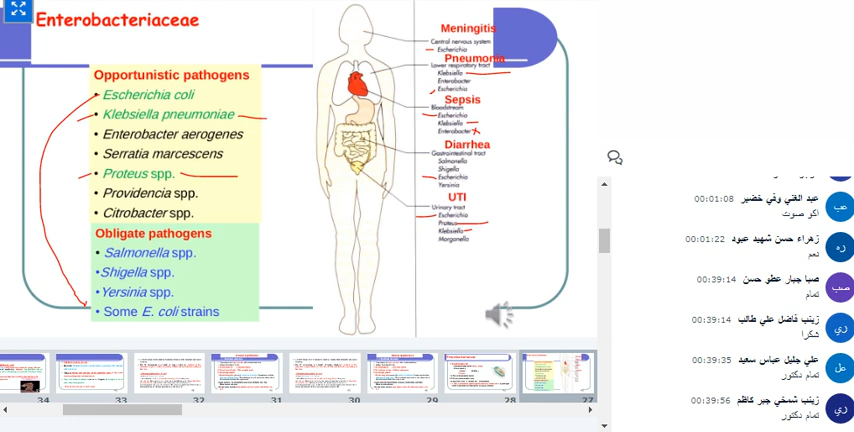 Enterobacteriaceae
Opportunistic pathogens
• Escherichia coli
• Klebsiella pneumoniae
• Enterobacter aerogenes
• Serratia marcescens
• Proteus spp.
• Providencia spp.
• Citrobacter spp.
Obligate pathogens
• Salmonella spp.
•Shigella spp.
•Yersinia spp.
• Some E. coli strains
Meningitis
Central nervous system
Escherichia
Pneumonia
Lower respiratory tract
Klebsiella
Enterobacter
Escherichia
Sepsis
Bloodstream
Escherichia
Klebsiella
Enterobacter
Diarrhea
Gastrointestinal tract
Salmonella
Shigella
Escherichia
Yersinia
UTI
Urinary tract
Escherichia
Proteus
Klebsiella
Morganella
34 33 32 31 30 29 28 27
عبد الغني وفي خضير 00:01:08
اكو صوت
زهراء حسن شهيد عبود 00:01:22
نعم
صبا جبار عطو حسن 00:39:14
تمام
زينب فاضل علي طالب 00:39:14
شكرا
علي جليل عباس سعيد 00:39:35
تمام دكتور
زينب شمخي جبر كاظم 00:39:56
تمام دكتور